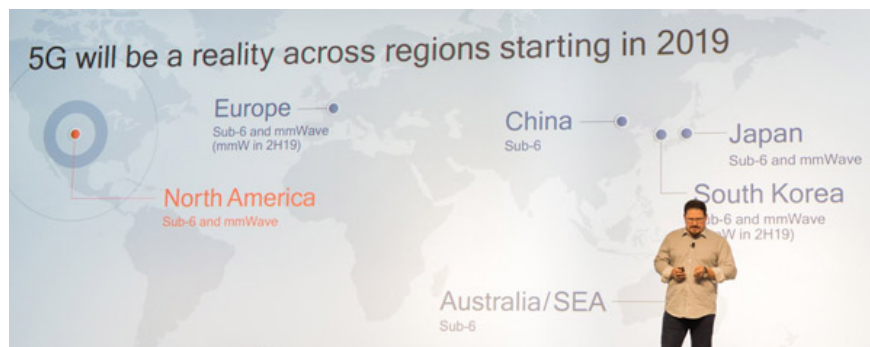 5G will be a reality across regions starting in 2019
Europe
Sub-6 and mmWave
(mmW in 2H19)
China
Sub-6
Japan
Sub-6 and mmWave
North America
Sub-6 and mmWave
South Korea
and mmWave
in 2H19)
Australia/SEA
Sub-6